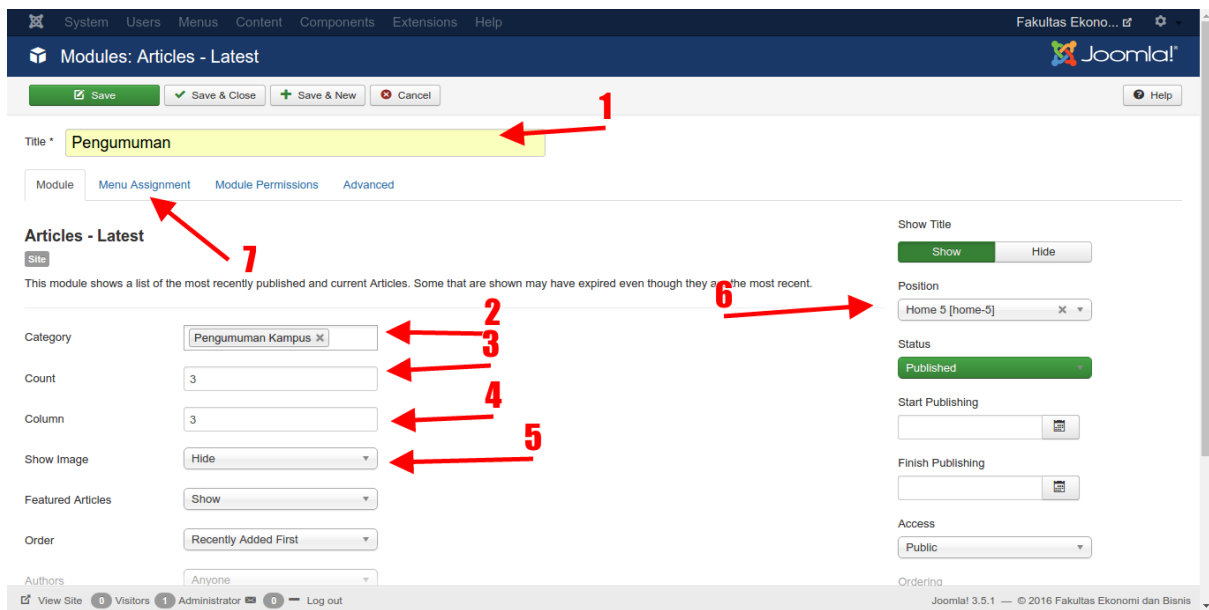 System Users Menus Content Components Extensions Help Fakultas Ekono...
Modules: Articles - Latest Joomla!
Save Save & Close Save & New Cancel Help
1
Title * Pengumuman
Module Menu Assignment Module Permissions Advanced
7
Articles - Latest
Site
This module shows a list of the most recently published and current Articles. Some that are shown may have expired even though they are the most recent.
Category Pengumuman Kampus
2
Count 3
3
Column 3
4
Show Image Hide
5
Featured Articles Show
Order Recently Added First
Authors Anyone
Show Title
Show Hide
Position
6
Home 5 [home-5]
Status
Published
Start Publishing
Finish Publishing
Access
Public
Ordering
View Site 0 Visitors 1 Administrator 0 Log out Joomla! 3.5.1 — © 2016 Fakultas Ekonomi dan Bisnis